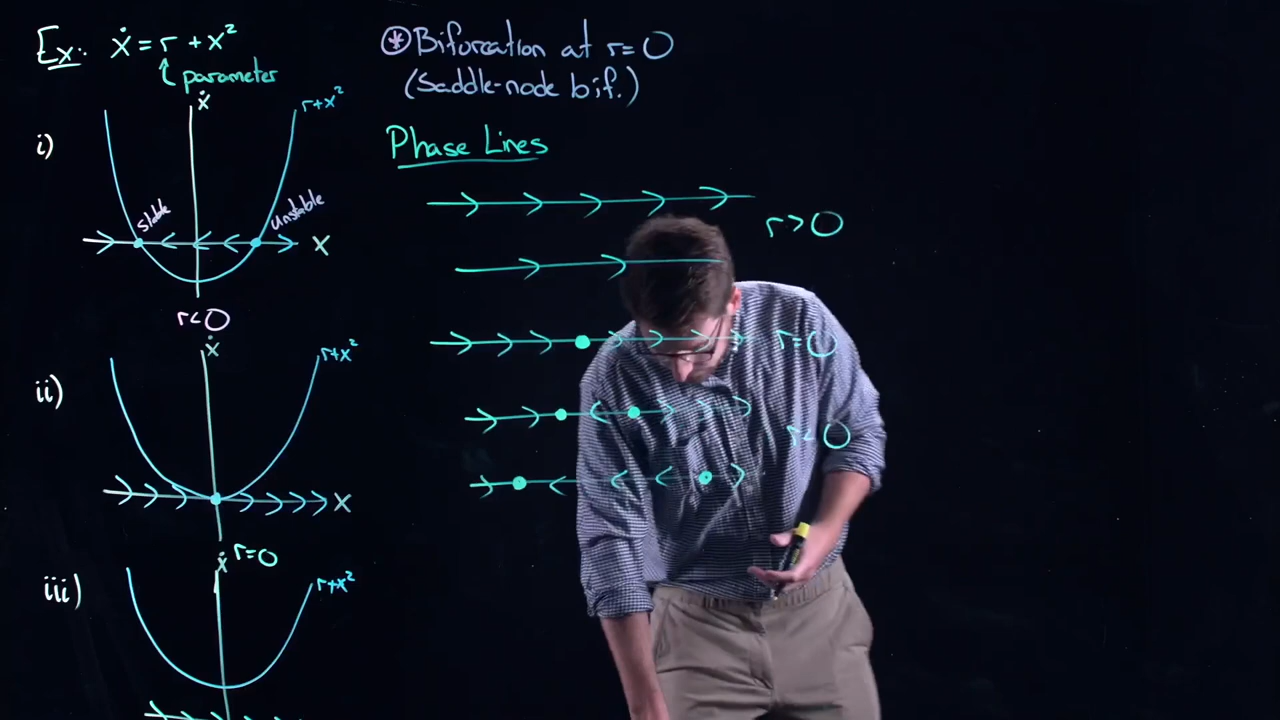 Ex: ẋ = r + x²
parameter
i)
ẋ
r+x²
Stable
Unstable
x
r<0
ii)
ẋ
r+x²
x
r=0
iii)
ẋ
r+x²
⊛ Bifurcation at r=0
(Saddle-node bif.)
Phase Lines
r>0
r=0
r<0